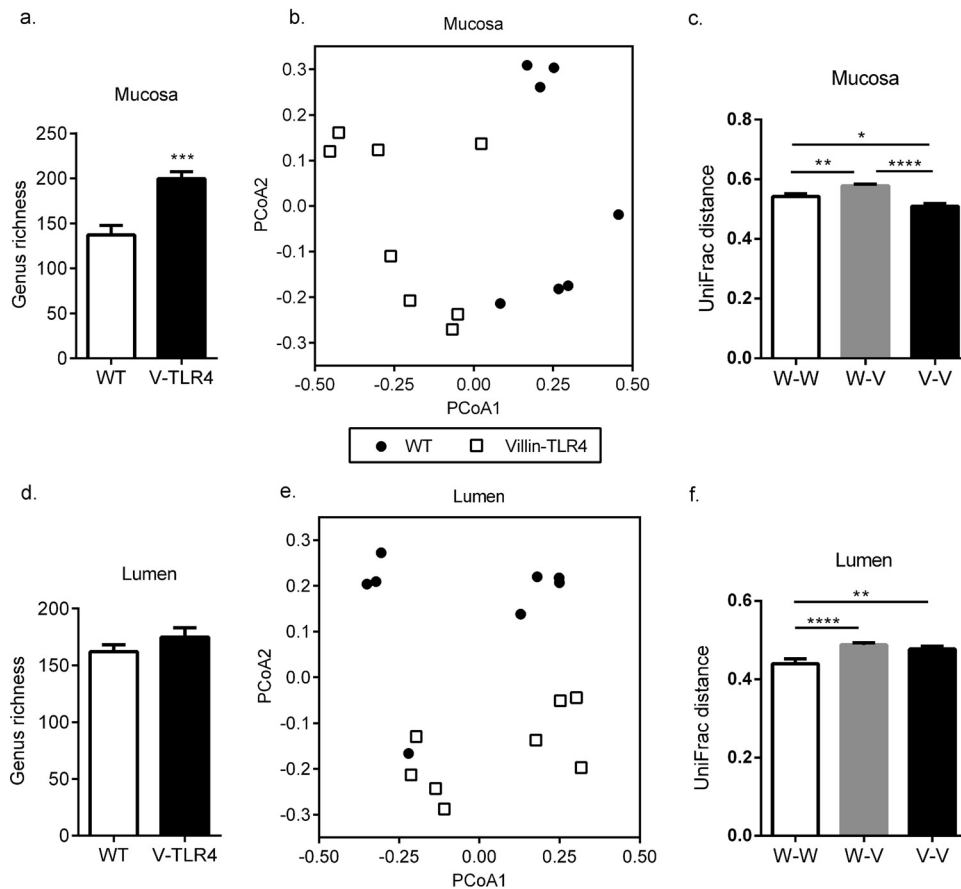 a.
Mucosa
Genus richness
250
200
150
100
50
0
***
WT V-TLR4
b.
Mucosa
PCoA2
0.3
0.2
0.1
0.0
-0.1
-0.2
-0.3
-0.50 -0.25 0.00 0.25 0.50
PCoA1
c.
Mucosa
UniFrac distance
0.8
0.6
0.4
0.2
0.0
*
** ****
W-W W-V V-V
WT Villin-TLR4
d.
Lumen
Genus richness
200
150
100
50
0
WT V-TLR4
e.
Lumen
PCoA2
0.3
0.2
0.1
0.0
-0.1
-0.2
-0.3
-0.50 -0.25 0.00 0.25 0.50
PCoA1
f.
Lumen
UniFrac distance
0.6
0.4
0.2
0.0
**
****
W-W W-V V-V